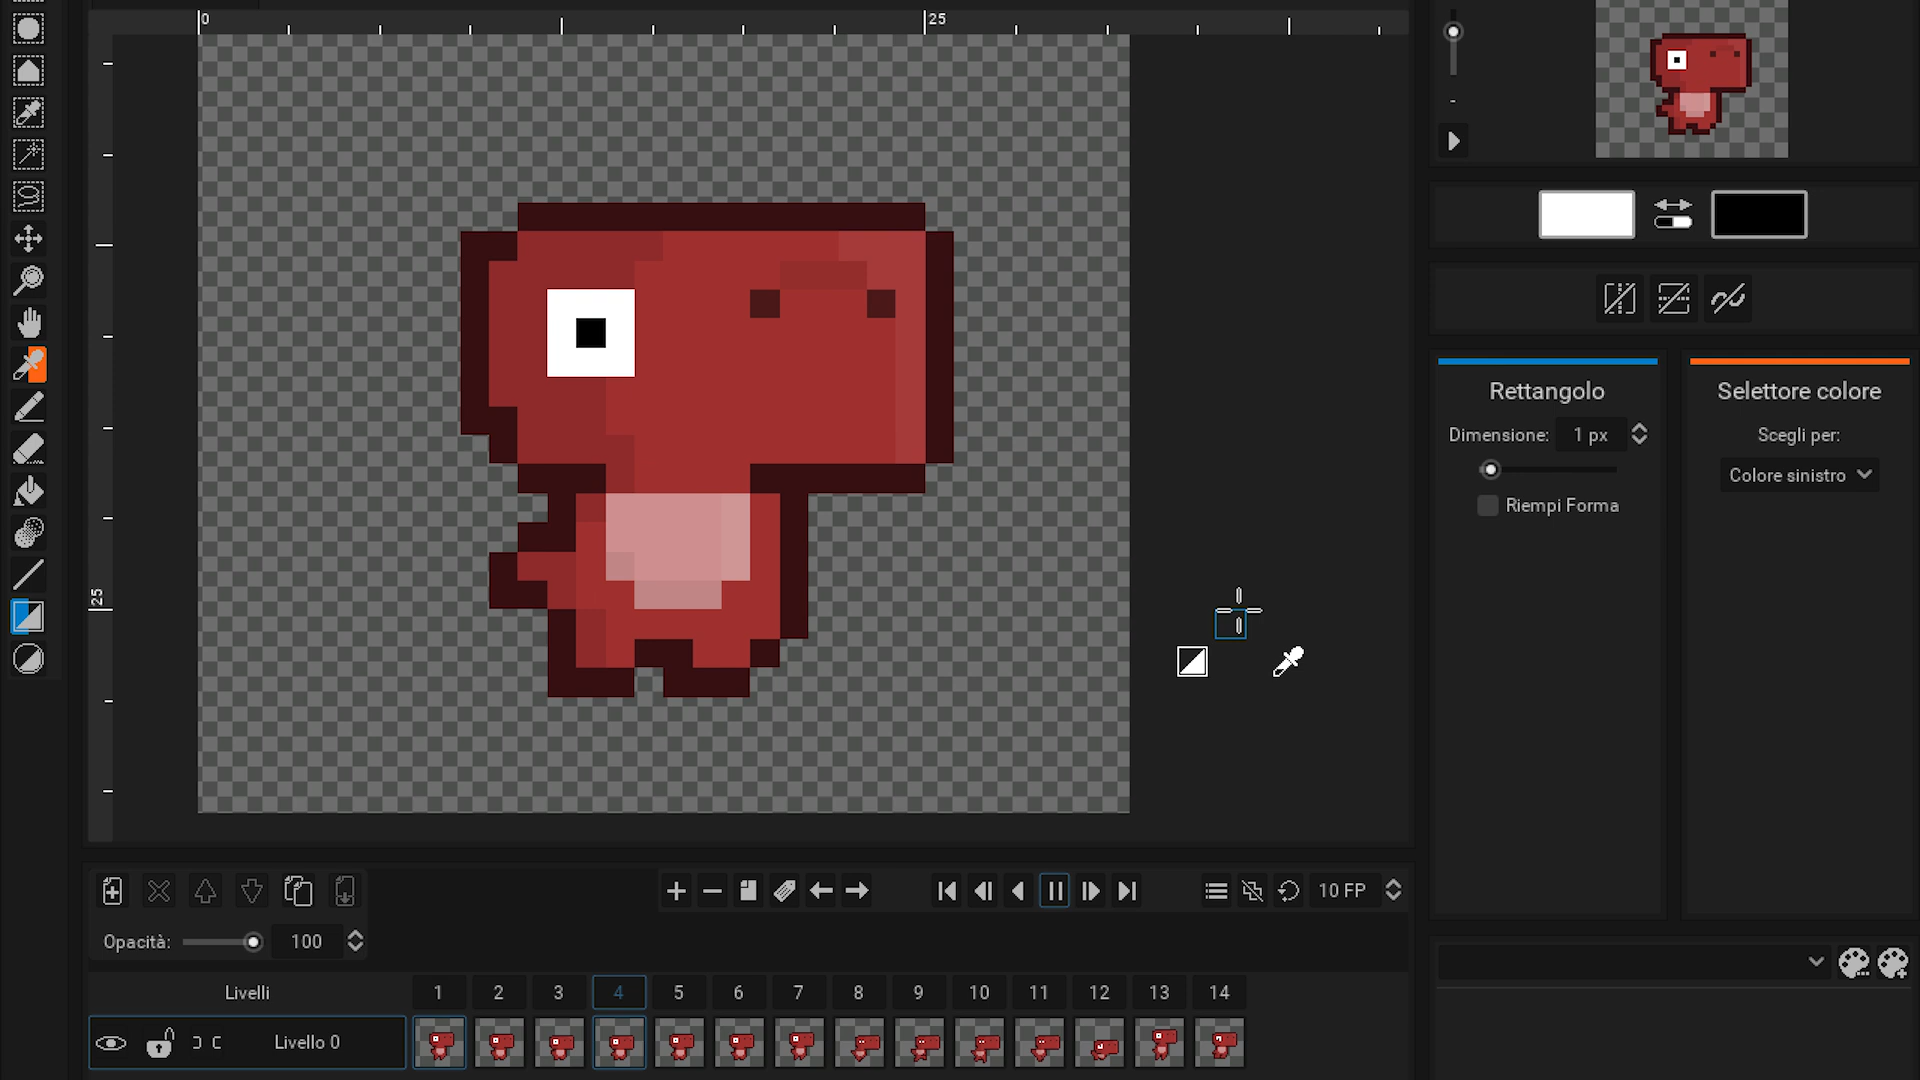 0
25
25
Rettangolo
Dimensione: 1 px
Riempi Forma
Selettore colore
Scegli per:
Colore sinistro
10 FP
Opacità: 100
Livelli 1 2 3 4 5 6 7 8 9 10 11 12 13 14
Livello 0